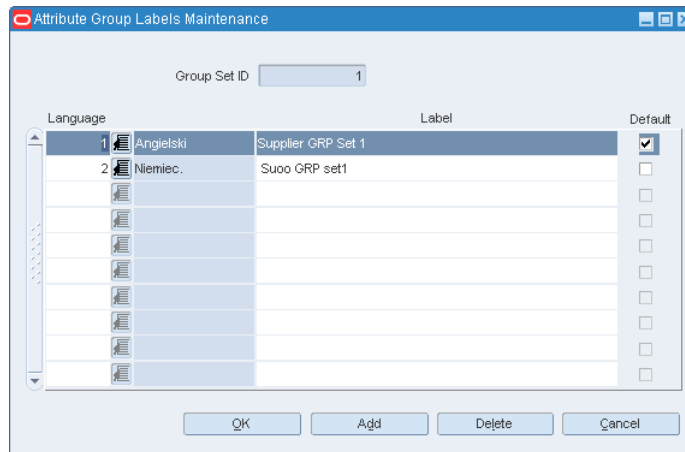 Attribute Group Labels Maintenance
Group Set ID 1
Language Label Default
1 Angielski Supplier GRP Set 1
2 Niemiec. Suoo GRP set1
OK Add Delete Cancel